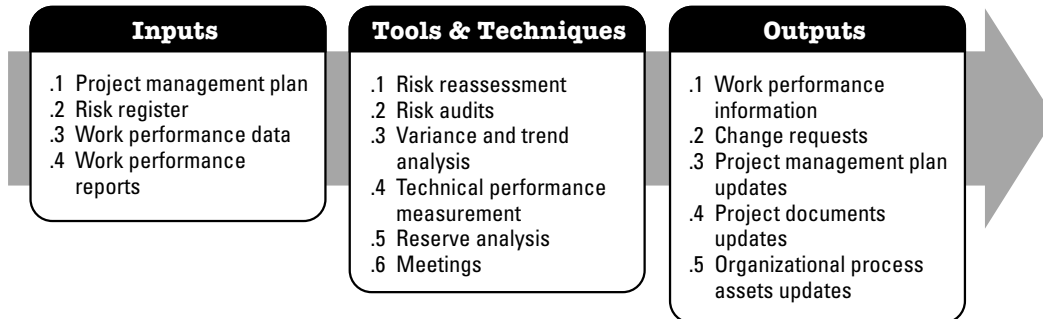 Inputs
.1 Project management plan
.2 Risk register
.3 Work performance data
.4 Work performance
reports
Tools & Techniques
.1 Risk reassessment
.2 Risk audits
.3 Variance and trend
analysis
.4 Technical performance
measurement
.5 Reserve analysis
.6 Meetings
Outputs
.1 Work performance
information
.2 Change requests
.3 Project management plan
updates
.4 Project documents
updates
.5 Organizational process
assets updates